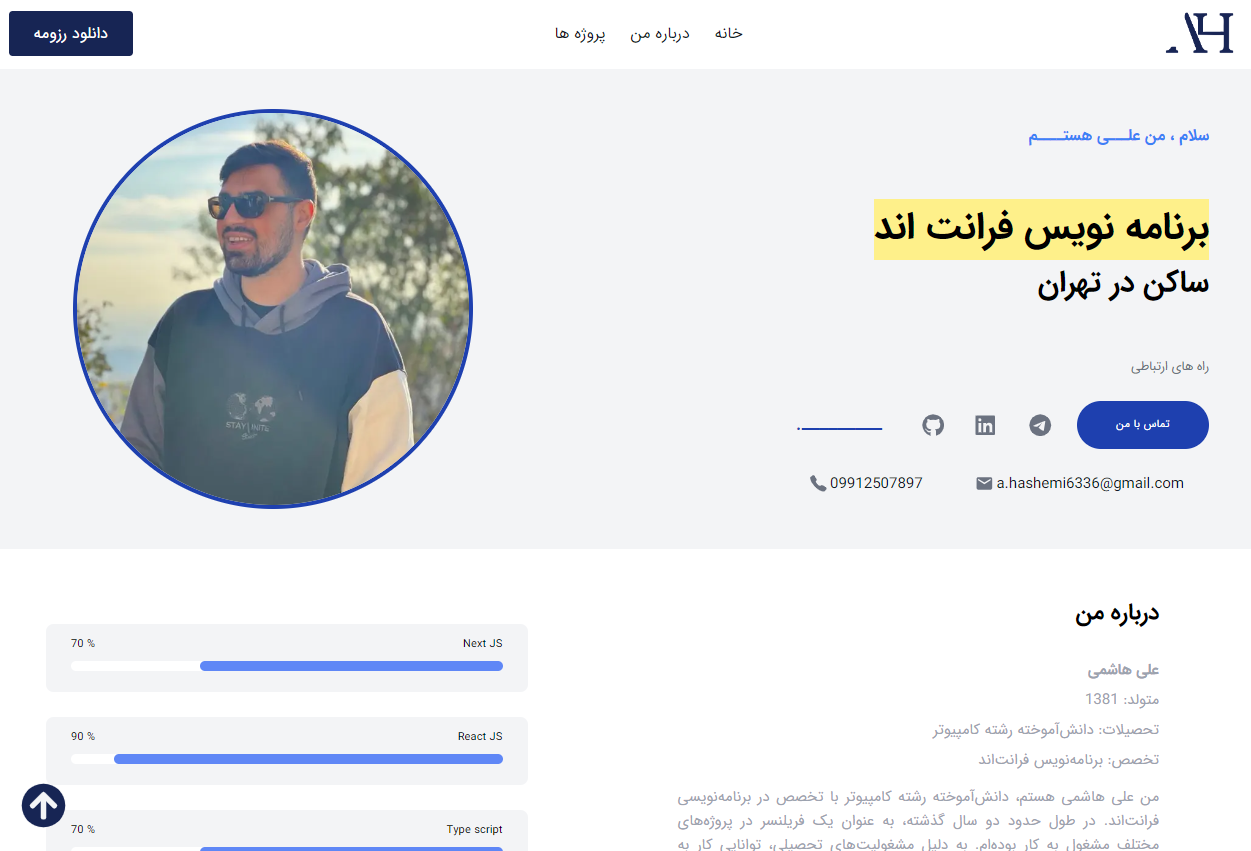 AH.
خانه درباره من پروژه ها
دانلود رزومه
سلام ، من علـــی هستــــم
برنامه نویس فرانت اند
ساکن در تهران
راه های ارتباطی
تماس با من
a.hashemi6336@gmail.com 09912507897
STAY
درباره من
علی هاشمی
متولد: 1381
تحصیلات: دانش‌آموخته رشته کامپیوتر
تخصص: برنامه‌نویس فرانت‌اند
من علی هاشمی هستم، دانش‌آموخته رشته کامپیوتر با تخصص در برنامه‌نویسی
فرانت‌اند. در طول حدود دو سال گذشته، به عنوان یک فریلنسر در پروژه‌های
مختلف مشغول به کار بوده‌ام. به دلیل مشغولیت‌های تحصیلی، توانایی کار به
Next JS 70 %
React JS 90 %
Type script 70 %